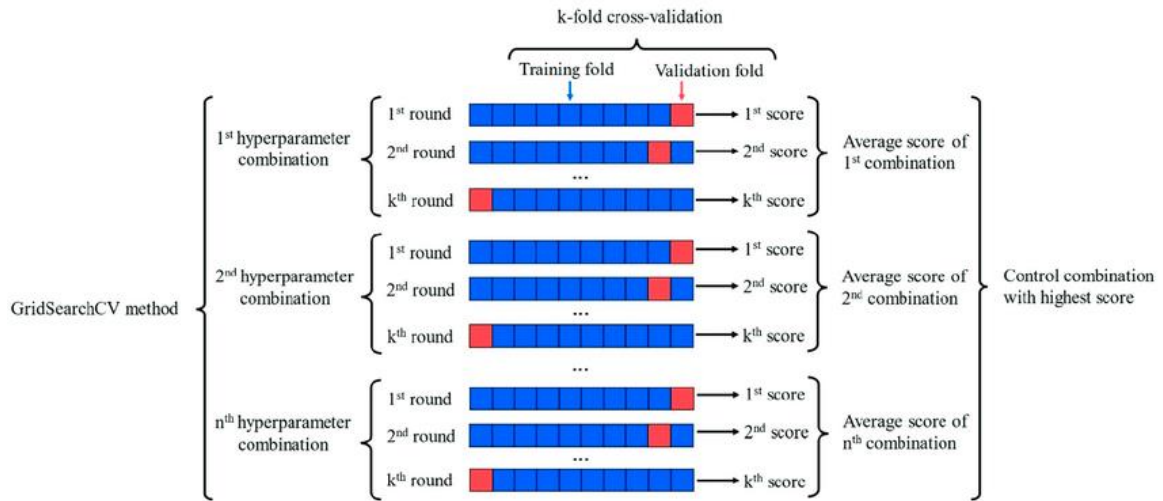 k-fold cross-validation
Training fold
Validation fold
GridSearchCV method
1st hyperparameter
combination
1st round
1st score
2nd round
2nd score
...
kth round
kth score
Average score of
1st combination
2nd hyperparameter
combination
1st round
1st score
2nd round
2nd score
...
kth round
kth score
Average score of
2nd combination
...
nth hyperparameter
combination
1st round
1st score
2nd round
2nd score
...
kth round
kth score
Average score of
nth combination
Control combination
with highest score